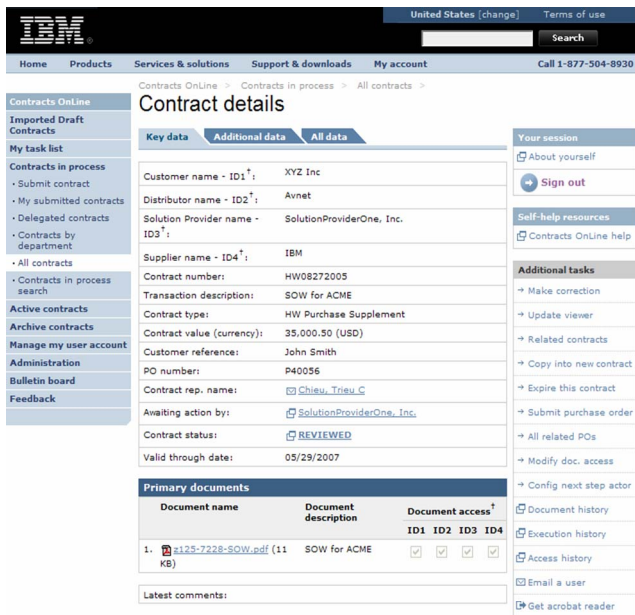 United States [change]
Terms of use
IBM®
Search
Home
Products
Services & solutions
Support & downloads
My account
Call 1-877-504-8930
Contracts OnLine > Contracts in process > All contracts >
Contract details
Contracts OnLine
Imported Draft
Contracts
My task list
Contracts in process
• Submit contract
• My submitted contracts
• Delegated contracts
• Contracts by
department
• All contracts
• Contracts in process
search
Active contracts
Archive contracts
Manage my user account
Administration
Bulletin board
Feedback
Key data
Additional data
All data
Customer name - ID1†: XYZ Inc
Distributor name - ID2†: Avnet
Solution Provider name - SolutionProviderOne, Inc.
ID3†:
Supplier name - ID4†: IBM
Contract number: HW08272005
Transaction description: SOW for ACME
Contract type: HW Purchase Supplement
Contract value (currency): 35,000.50 (USD)
Customer reference: John Smith
PO number: P40056
Contract rep. name: Chieu, Trieu C
Awaiting action by: SolutionProviderOne, Inc.
Contract status: REVIEWED
Valid through date: 05/29/2007
Primary documents
Document name
Document
description
Document access†
ID1 ID2 ID3 ID4
1. z125-7228-SOW.pdf (11 SOW for ACME
KB)
Latest comments:
Your session
About yourself
Sign out
Self-help resources
Contracts OnLine help
Additional tasks
Make correction
Update viewer
Related contracts
Copy into new contract
Expire this contract
Submit purchase order
All related POs
Modify doc. access
Config next step actor
Document history
Execution history
Access history
Email a user
Get acrobat reader